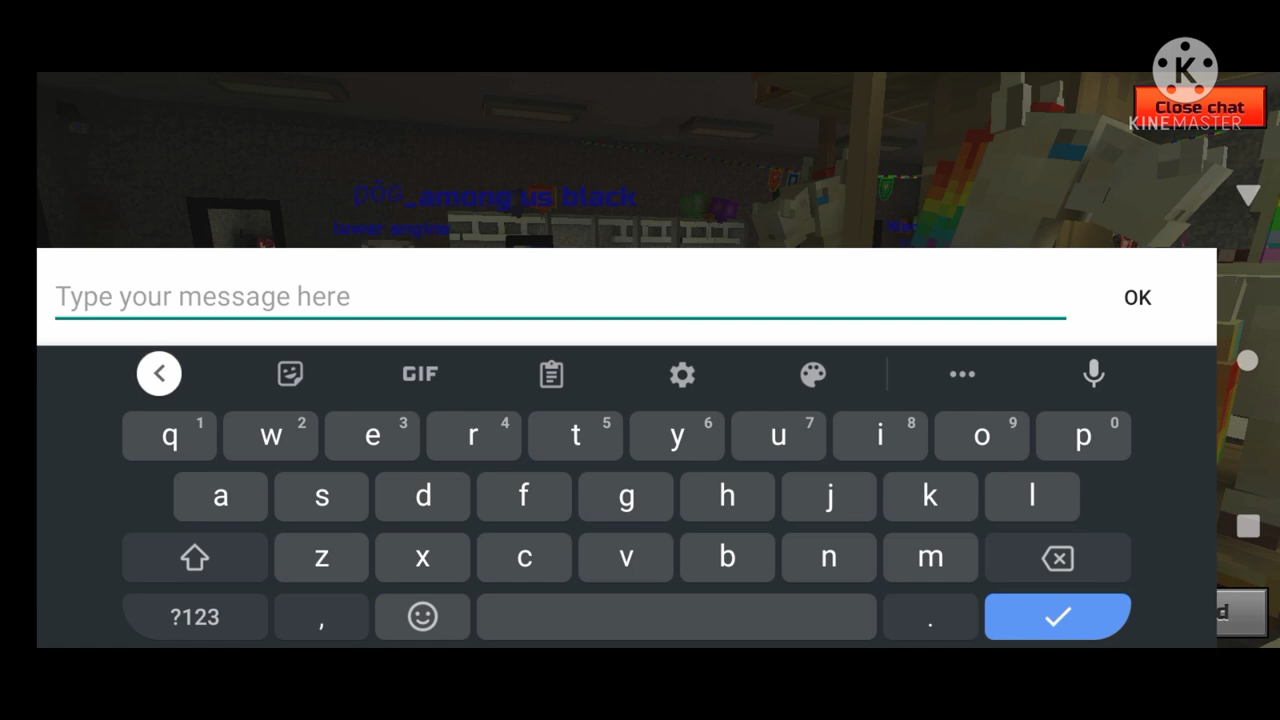 K
Close chat
KINEMASTER
PÓG_among us black
lower engine
Type your message here
OK
GIF
q 1 w 2 e 3 r 4 t 5 y 6 u 7 i 8 o 9 p 0
a s d f g h j k l
z x c v b n m
?123 , .
d